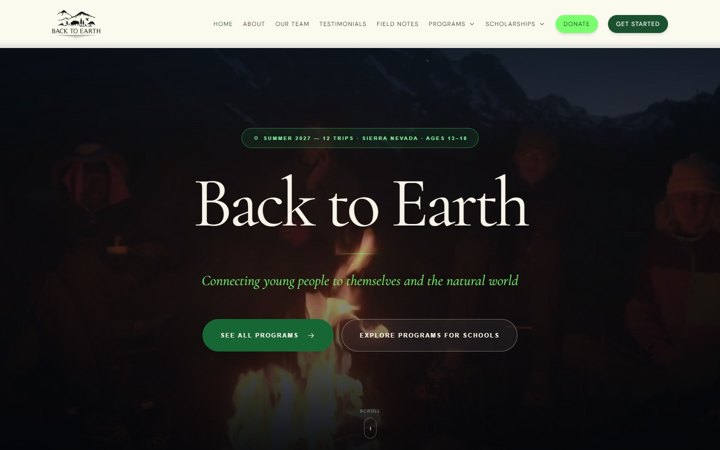 BACK TO EARTH
HOME ABOUT OUR TEAM TESTIMONIALS FIELD NOTES PROGRAMS SCHOLARSHIPS DONATE GET STARTED
SUMMER 2027 — 12 TRIPS · SIERRA NEVADA · AGES 13–18
Back to Earth
Connecting young people to themselves and the natural world
SEE ALL PROGRAMS → EXPLORE PROGRAMS FOR SCHOOLS
SCROLL